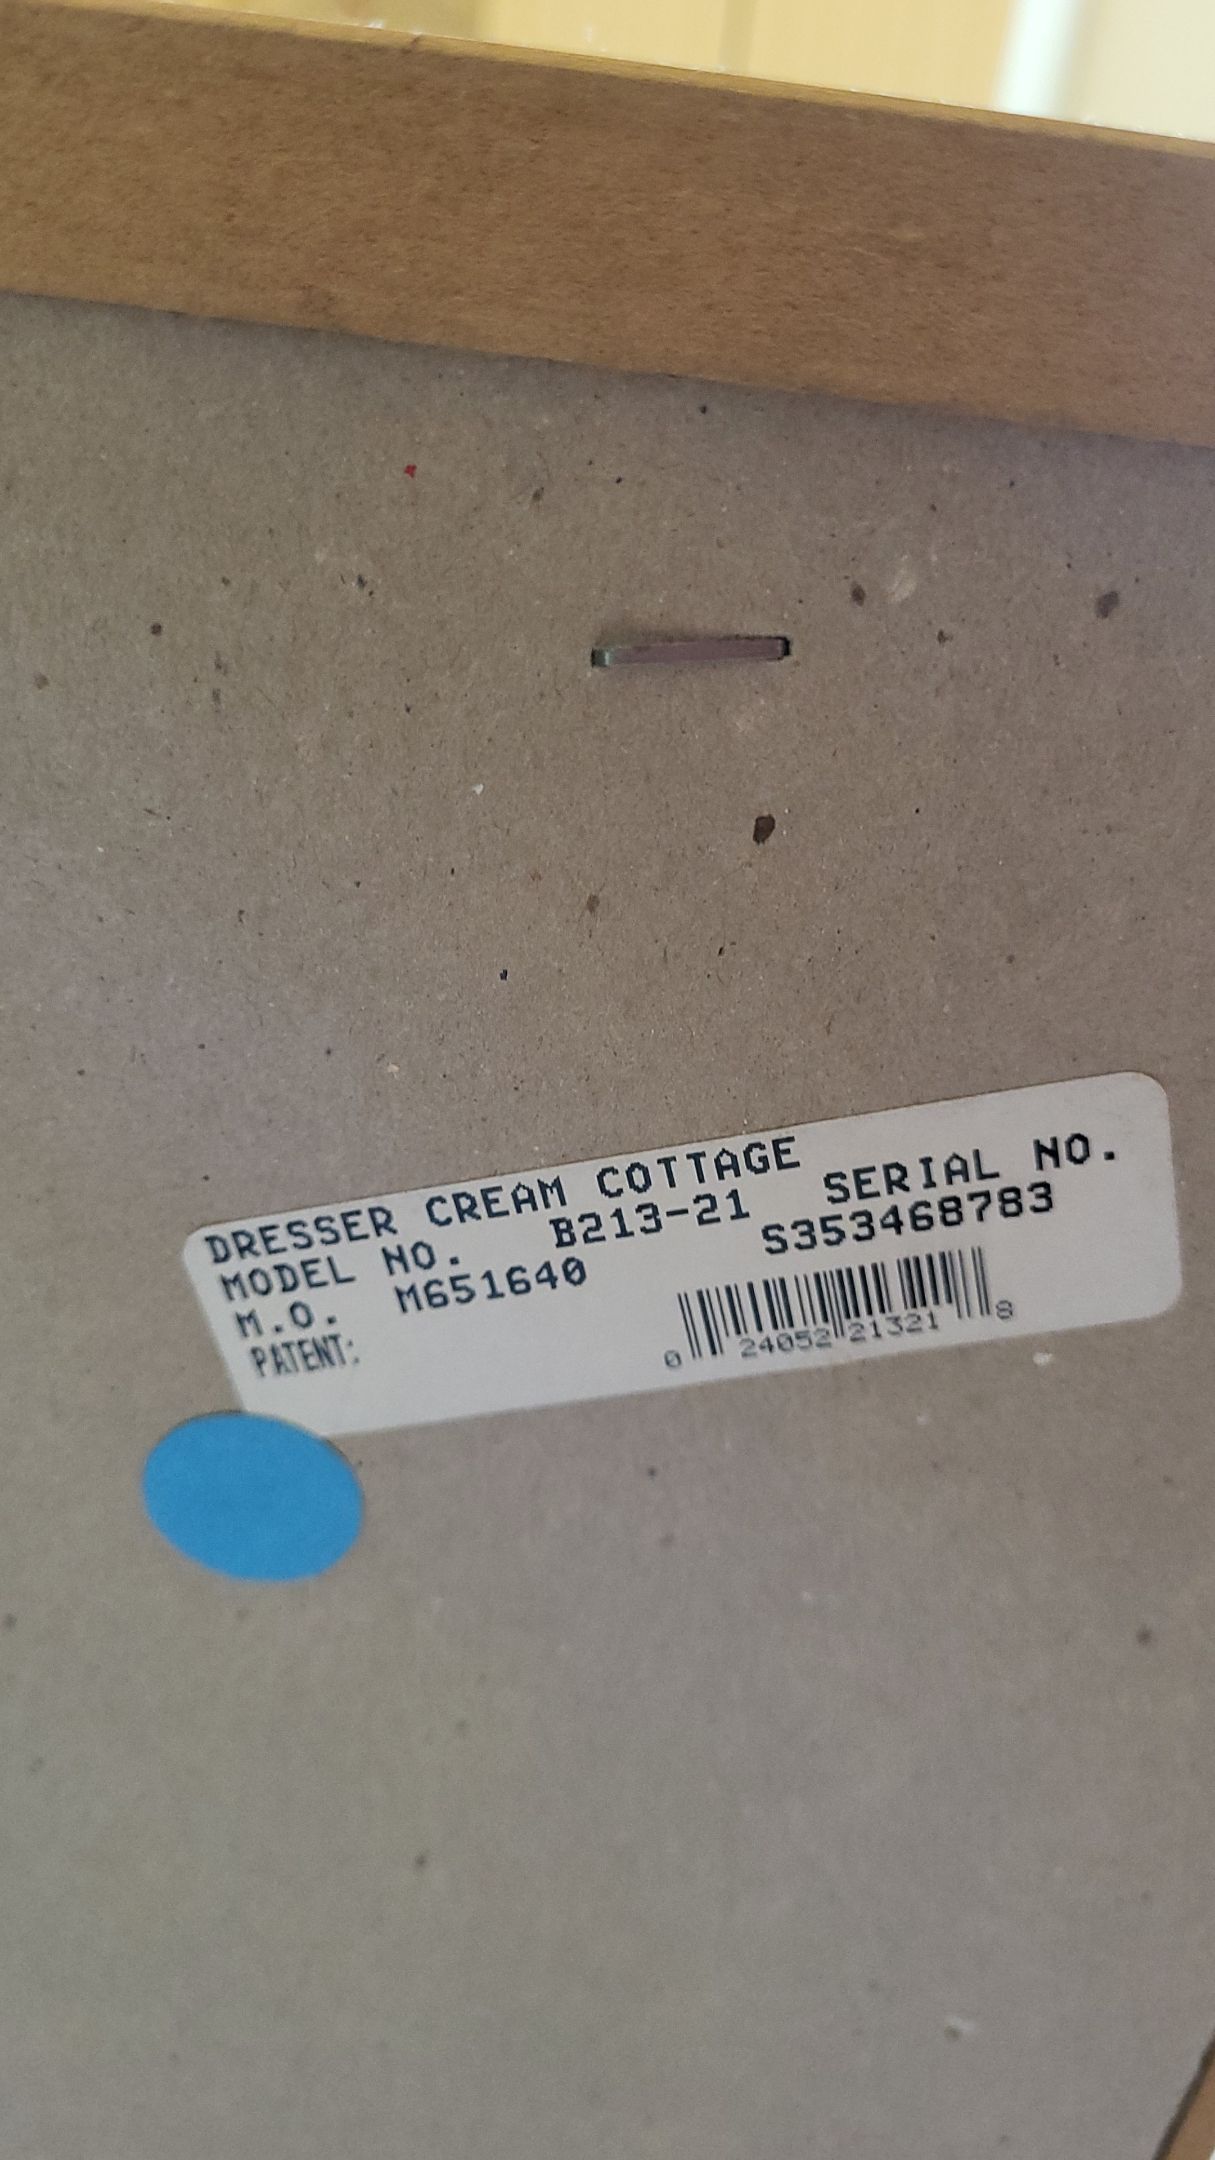 DRESSER CREAM COTTAGE
MODEL NO. B213-21 SERIAL NO.
M.O. M651640 S353468783
PATENT:
0 24052 21321 8